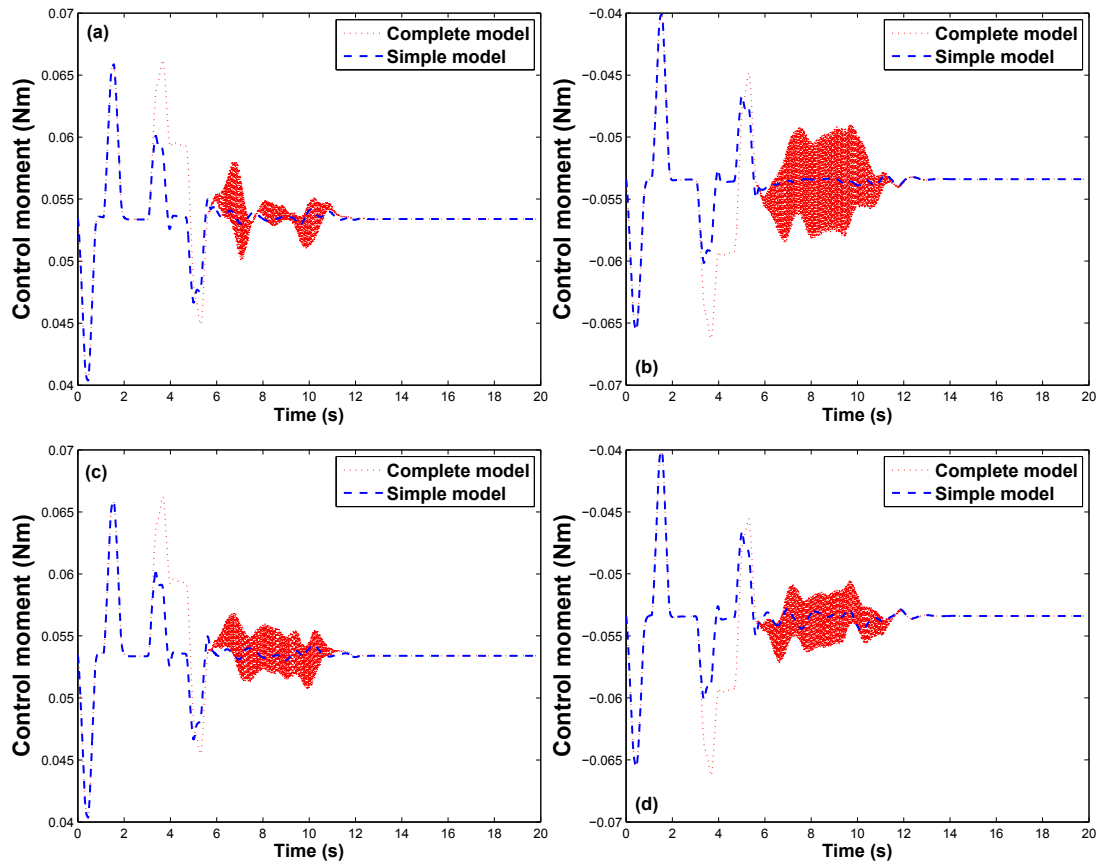 (a)
Complete model
Simple model
Control moment (Nm)
0.07
0.065
0.06
0.055
0.05
0.045
0.04
0 2 4 6 8 10 12 14 16 18 20
Time (s)
(b)
Complete model
Simple model
Control moment (Nm)
−0.04
−0.045
−0.05
−0.055
−0.06
−0.065
−0.07
0 2 4 6 8 10 12 14 16 18 20
Time (s)
(c)
Complete model
Simple model
Control moment (Nm)
0.07
0.065
0.06
0.055
0.05
0.045
0.04
0 2 4 6 8 10 12 14 16 18 20
Time (s)
(d)
Complete model
Simple model
Control moment (Nm)
−0.04
−0.045
−0.05
−0.055
−0.06
−0.065
−0.07
0 2 4 6 8 10 12 14 16 18 20
Time (s)